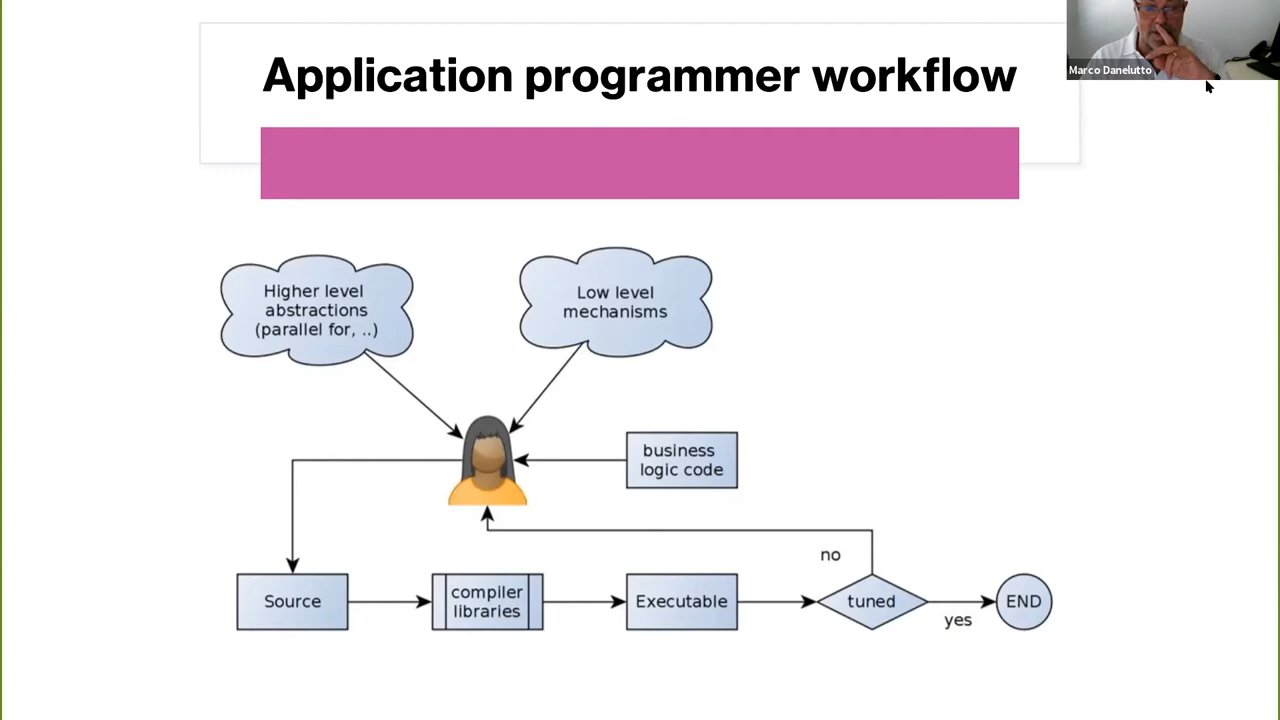 Application programmer workflow
Marco Danelutto
Higher level
abstractions
(parallel for, ..)
Low level
mechanisms
business
logic code
no
Source
compiler
libraries
Executable
tuned
END
yes